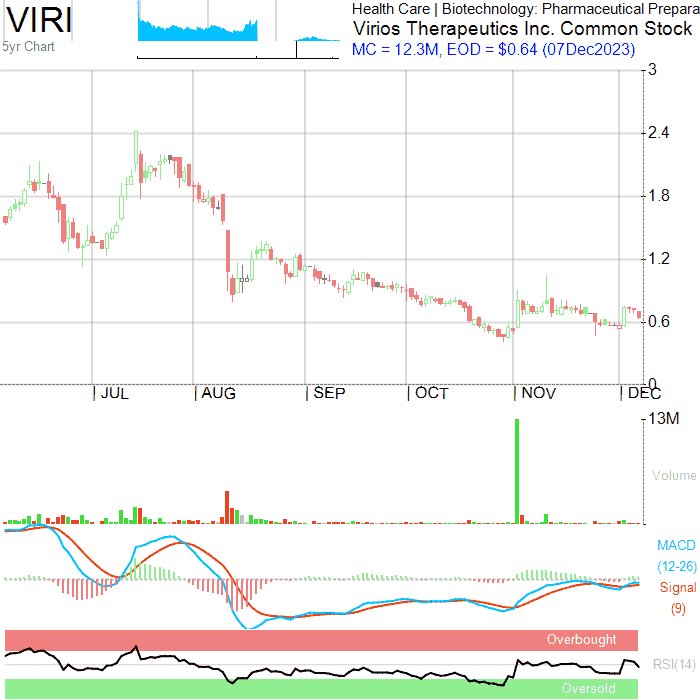 VIRI
5yr Chart
Health Care | Biotechnology: Pharmaceutical Prepara
Virios Therapeutics Inc. Common Stock
MC = 12.3M, EOD = $0.64 (07Dec2023)
3
2.4
1.8
1.2
0.6
0
JUL AUG SEP OCT NOV DEC
13M
Volume
MACD
(12-26)
Signal
(9)
Overbought
RSI(14)
Oversold